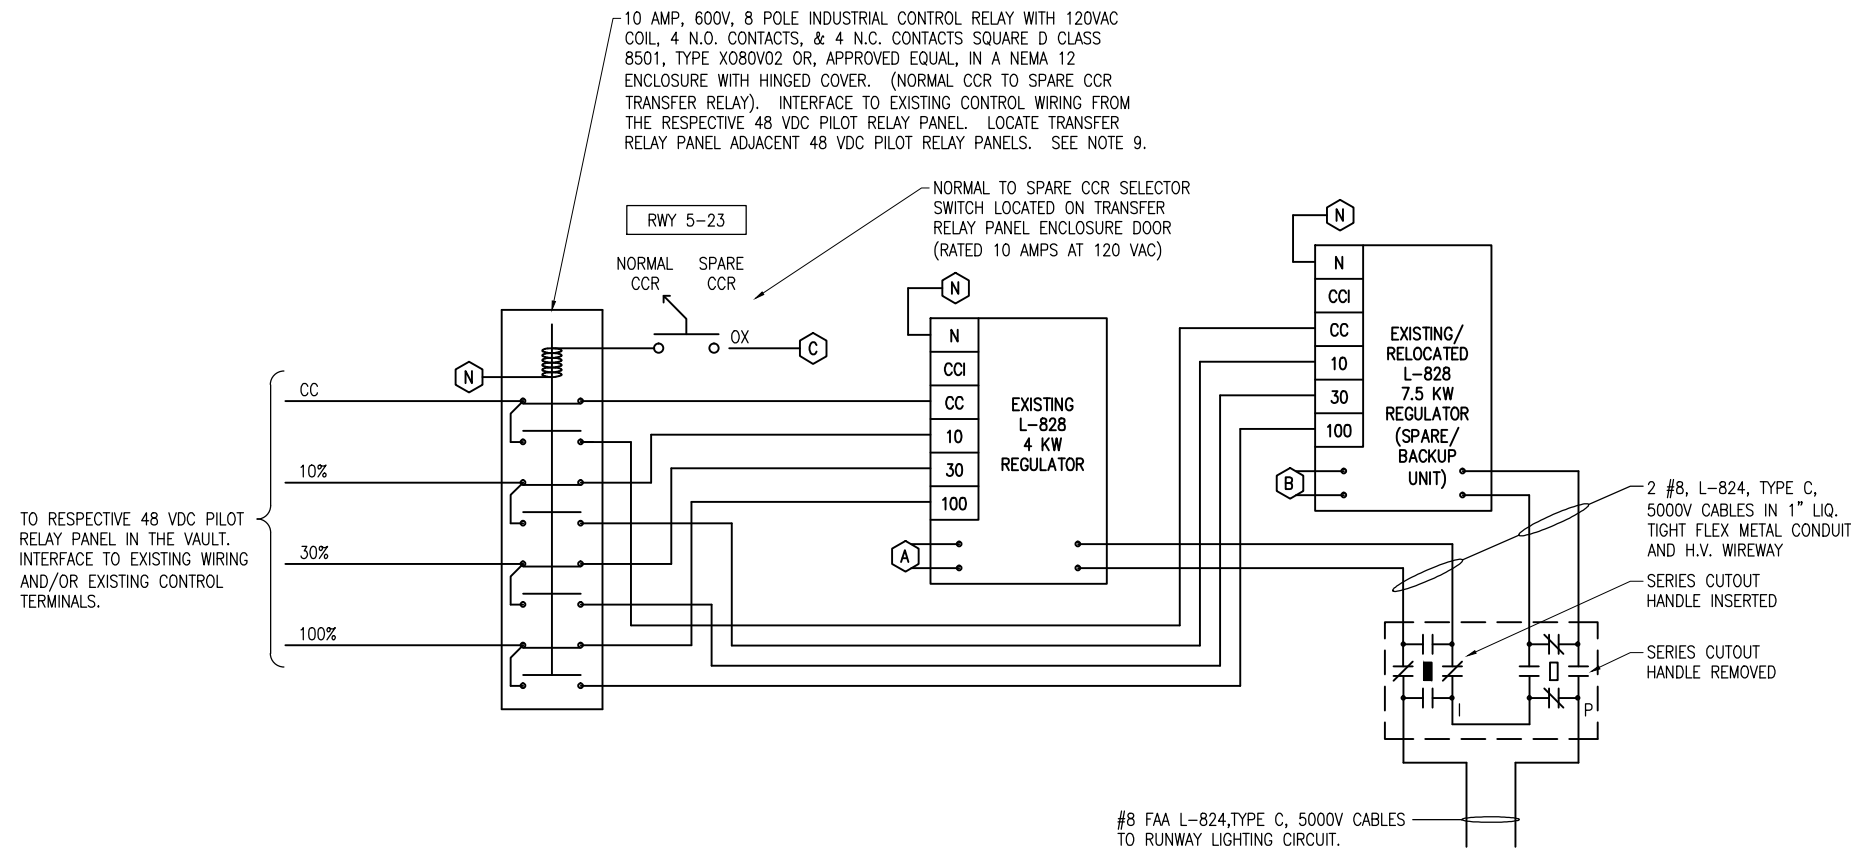 10 AMP, 600V, 8 POLE INDUSTRIAL CONTROL RELAY WITH 120VAC
COIL, 4 N.O. CONTACTS, & 4 N.C. CONTACTS SQUARE D CLASS
8501, TYPE XO80V02 OR, APPROVED EQUAL, IN A NEMA 12
ENCLOSURE WITH HINGED COVER. (NORMAL CCR TO SPARE CCR
TRANSFER RELAY). INTERFACE TO EXISTING CONTROL WIRING FROM
THE RESPECTIVE 48 VDC PILOT RELAY PANEL. LOCATE TRANSFER
RELAY PANEL ADJACENT 48 VDC PILOT RELAY PANELS. SEE NOTE 9.
NORMAL TO SPARE CCR SELECTOR
SWITCH LOCATED ON TRANSFER
RELAY PANEL ENCLOSURE DOOR
(RATED 10 AMPS AT 120 VAC)
RWY 5-23
NORMAL
CCR
SPARE
CCR
OX
C
N
CC
10%
30%
100%
TO RESPECTIVE 48 VDC PILOT
RELAY PANEL IN THE VAULT.
INTERFACE TO EXISTING WIRING
AND/OR EXISTING CONTROL
TERMINALS.
N
N
CCI
CC
10
30
100
EXISTING
L-828
4 KW
REGULATOR
A
N
N
CCI
CC
10
30
100
EXISTING/
RELOCATED
L-828
7.5 KW
REGULATOR
(SPARE/
BACKUP
UNIT)
B
2 #8, L-824, TYPE C,
5000V CABLES IN 1" LIQ.
TIGHT FLEX METAL CONDUIT
AND H.V. WIREWAY
SERIES CUTOUT
HANDLE INSERTED
SERIES CUTOUT
HANDLE REMOVED
I
P
#8 FAA L-824,TYPE C, 5000V CABLES
TO RUNWAY LIGHTING CIRCUIT.